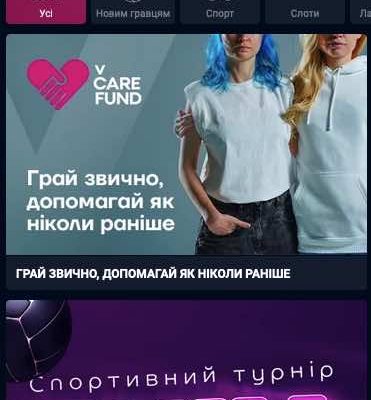 Усі
Новим гравцям
Спорт
Слоти
V
CARE
FUND
Грай звично,
допомагай як
ніколи раніше
ГРАЙ ЗВИЧНО, ДОПОМАГАЙ ЯК НІКОЛИ РАНІШЕ
Спортивний турнір